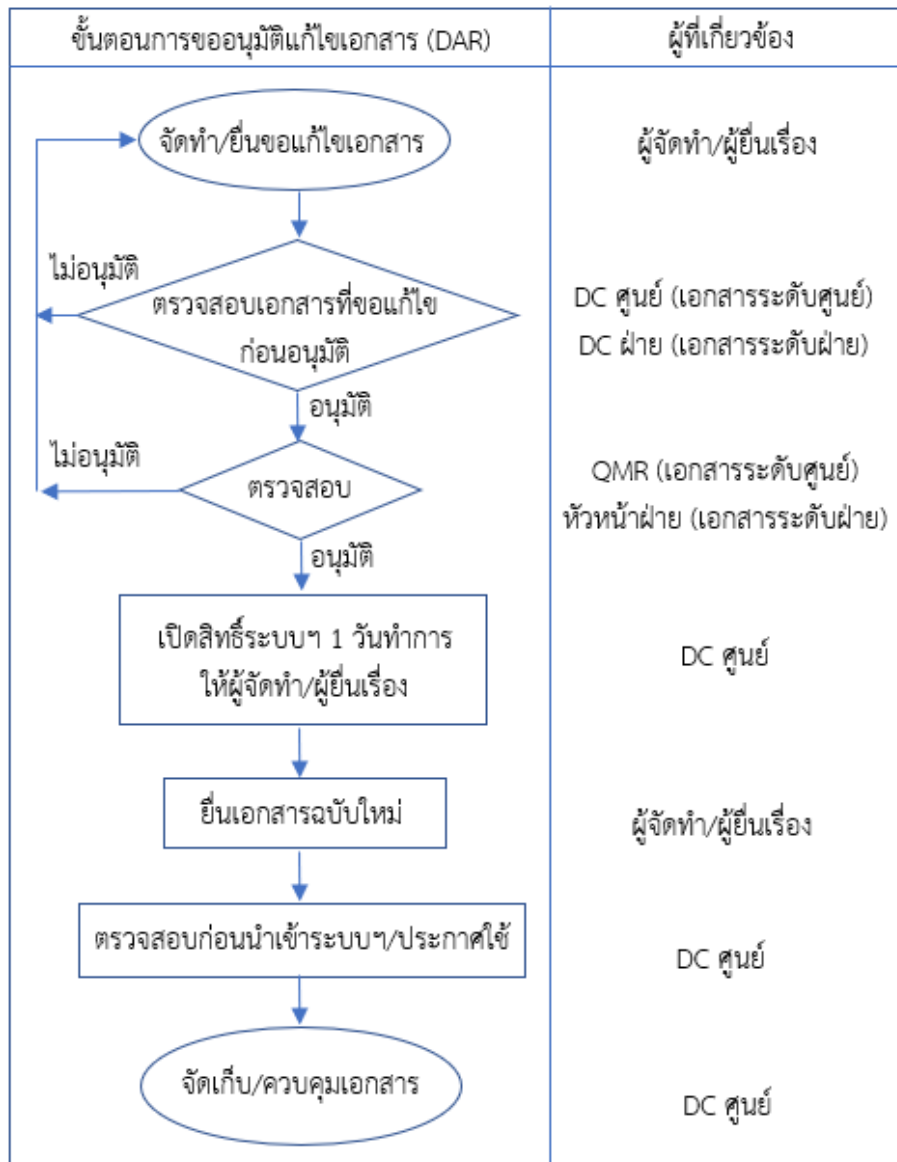 ขั้นตอนการขออนุมัติแก้ไขเอกสาร (DAR)
ผู้ที่เกี่ยวข้อง
จัดทำ/ยื่นขอแก้ไขเอกสาร
ผู้จัดทำ/ผู้ยื่นเรื่อง
ไม่อนุมัติ
ตรวจสอบเอกสารที่ขอแก้ไข
ก่อนอนุมัติ
DC ศูนย์ (เอกสารระดับศูนย์)
DC ฝ่าย (เอกสารระดับฝ่าย)
อนุมัติ
ไม่อนุมัติ
ตรวจสอบ
QMR (เอกสารระดับศูนย์)
หัวหน้าฝ่าย (เอกสารระดับฝ่าย)
อนุมัติ
เปิดสิทธิ์ระบบฯ 1 วันทำการ
ให้ผู้จัดทำ/ผู้ยื่นเรื่อง
DC ศูนย์
ยื่นเอกสารฉบับใหม่
ผู้จัดทำ/ผู้ยื่นเรื่อง
ตรวจสอบก่อนนำเข้าระบบฯ/ประกาศใช้
DC ศูนย์
จัดเก็บ/ควบคุมเอกสาร
DC ศูนย์